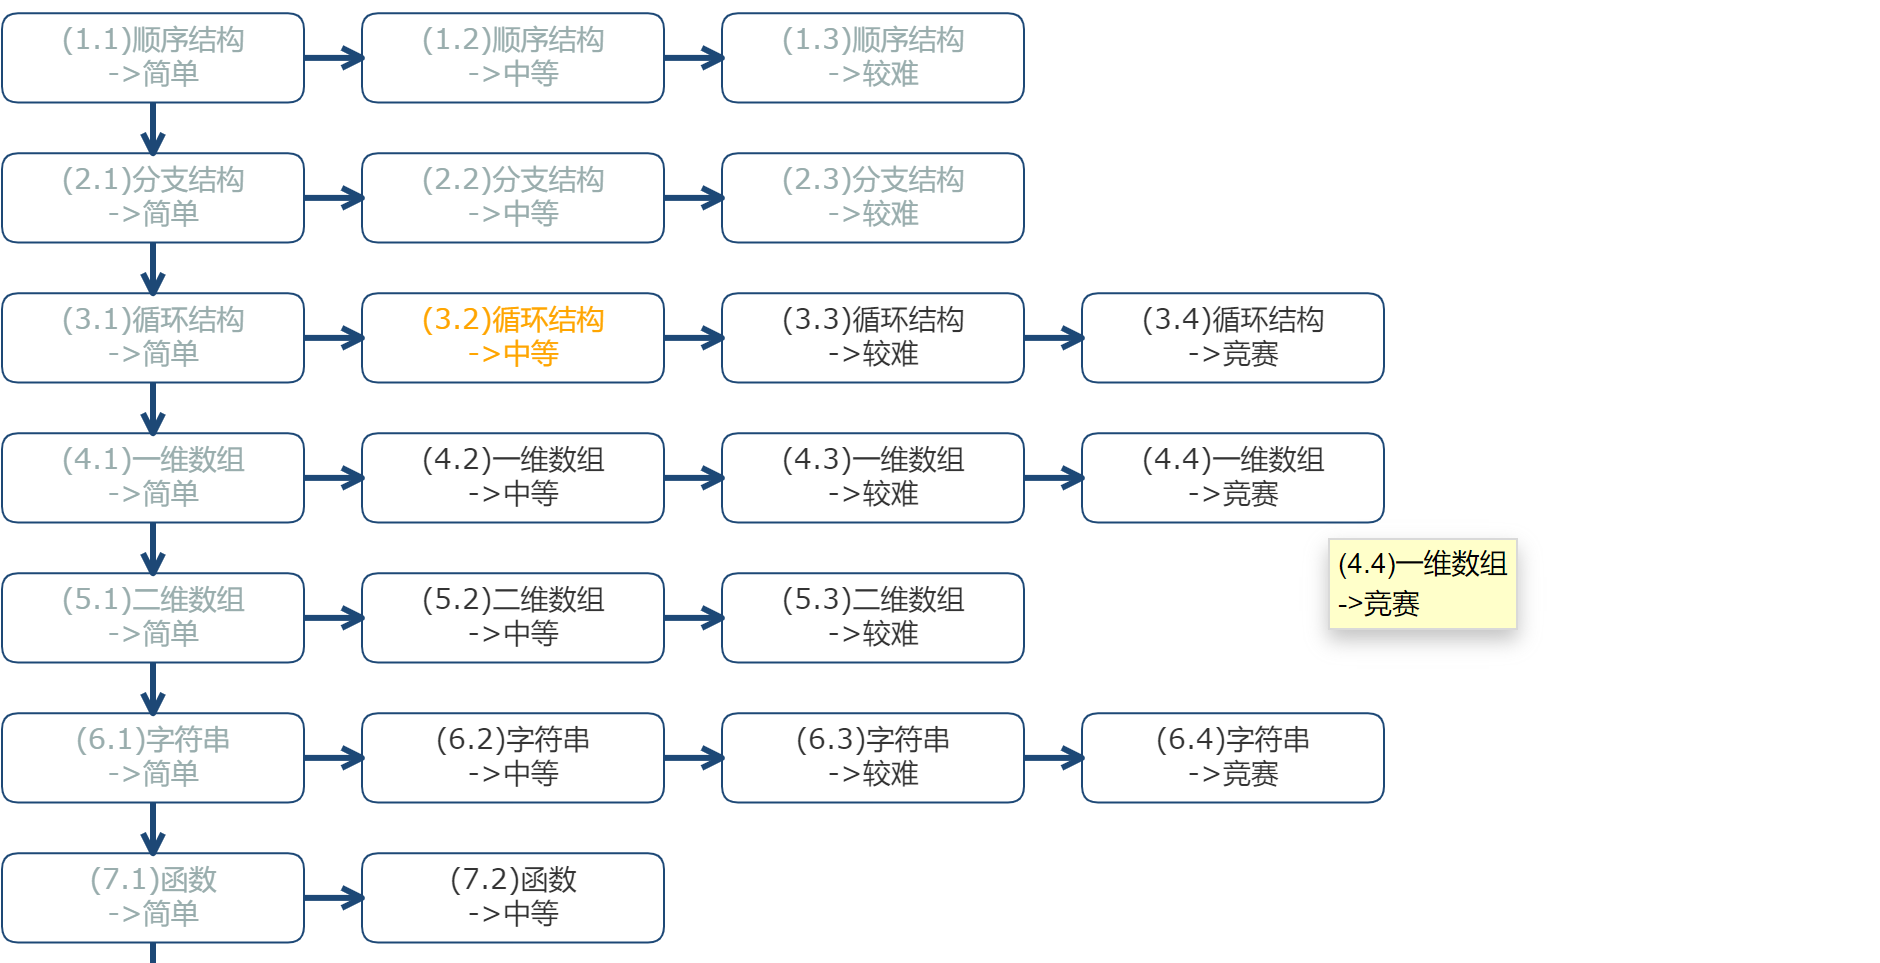 (1.1)顺序结构
->简单
(1.2)顺序结构
->中等
(1.3)顺序结构
->较难
(2.1)分支结构
->简单
(2.2)分支结构
->中等
(2.3)分支结构
->较难
(3.1)循环结构
->简单
(3.2)循环结构
->中等
(3.3)循环结构
->较难
(3.4)循环结构
->竞赛
(4.1)一维数组
->简单
(4.2)一维数组
->中等
(4.3)一维数组
->较难
(4.4)一维数组
->竞赛
(4.4)一维数组
->竞赛
(5.1)二维数组
->简单
(5.2)二维数组
->中等
(5.3)二维数组
->较难
(6.1)字符串
->简单
(6.2)字符串
->中等
(6.3)字符串
->较难
(6.4)字符串
->竞赛
(7.1)函数
->简单
(7.2)函数
->中等